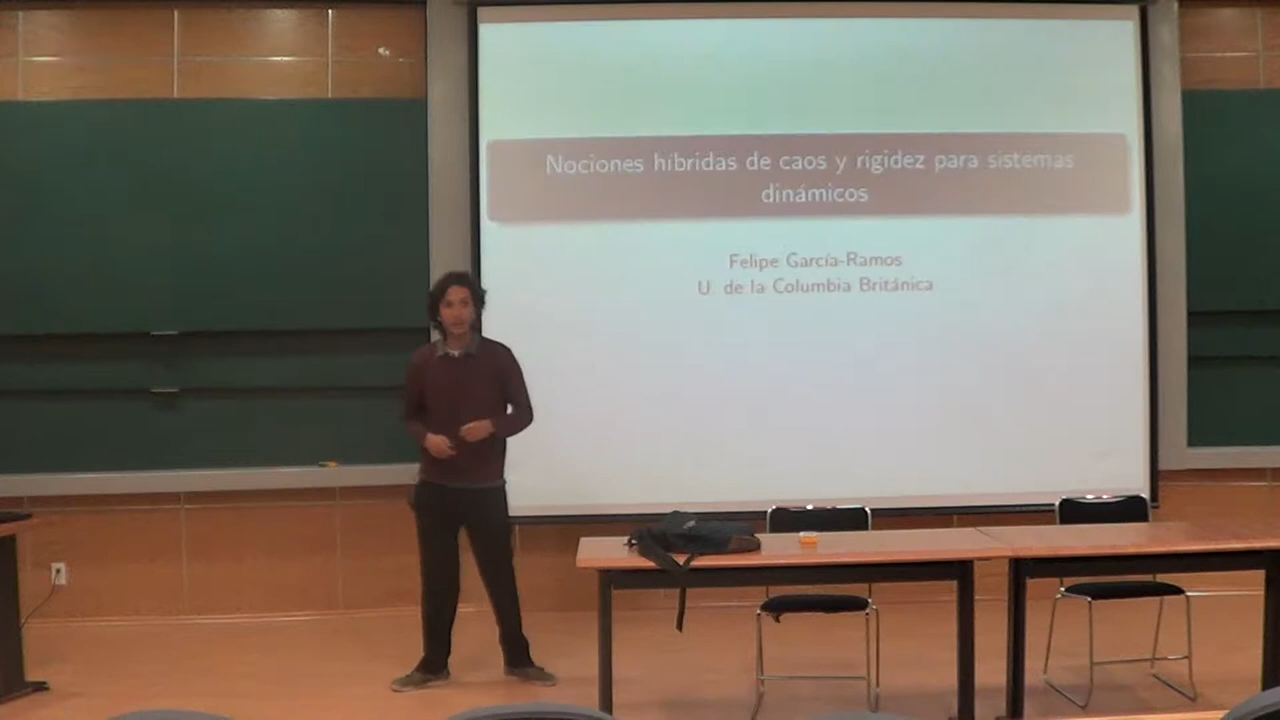 Nociones híbridas de caos y rigidez para sistemas
dinámicos
Felipe García-Ramos
U. de la Columbia Británica